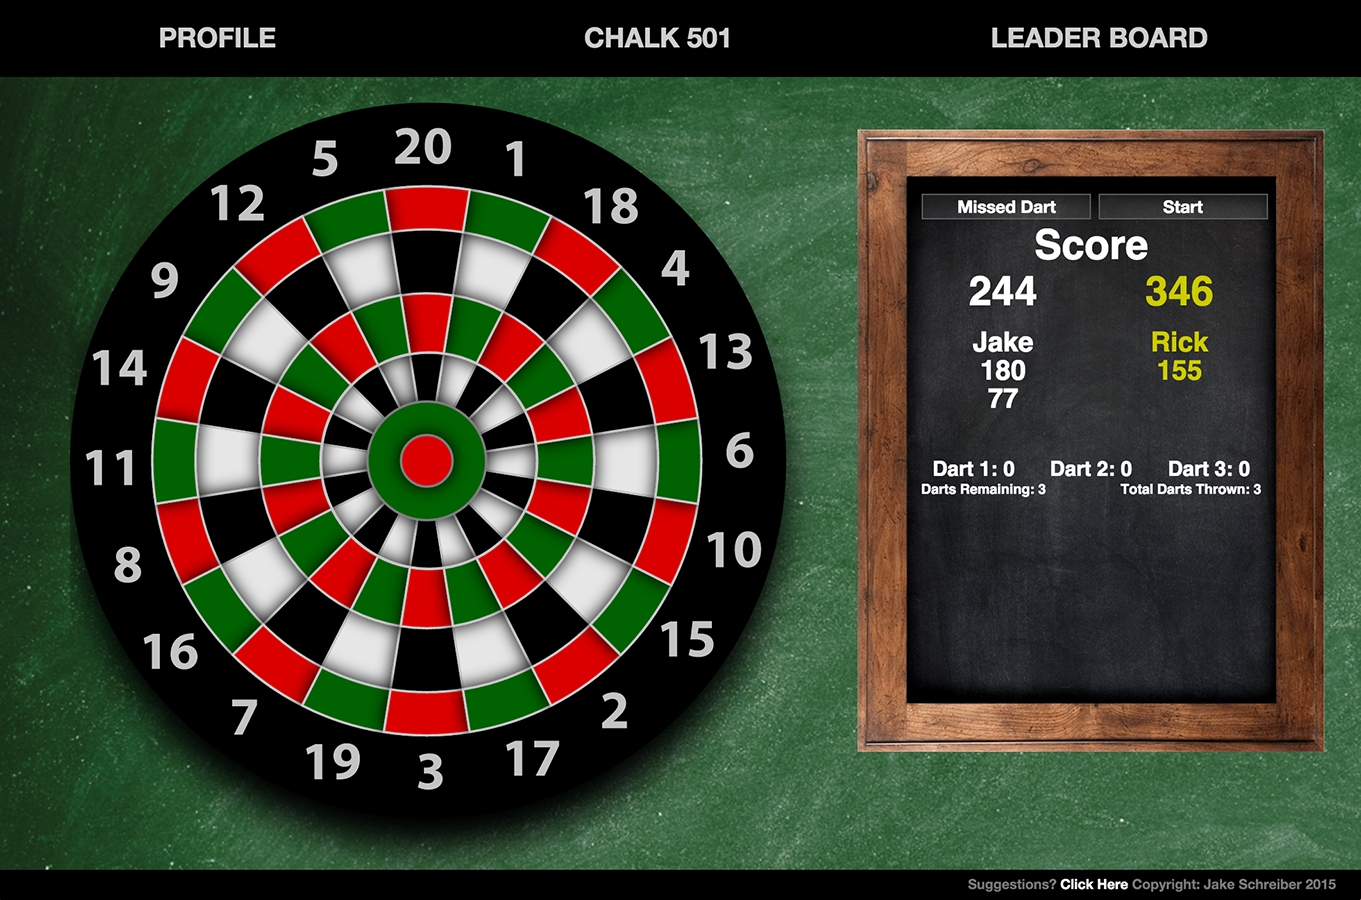 PROFILE CHALK 501 LEADER BOARD
20
5 1
12 18
9 4
14 13
11 6
8 10
16 15
7 2
19 17
3
Missed Dart Start
Score
244 346
Jake Rick
180 155
77
Dart 1: 0 Dart 2: 0 Dart 3: 0
Darts Remaining: 3 Total Darts Thrown: 3
Suggestions? Click Here Copyright: Jake Schreiber 2015